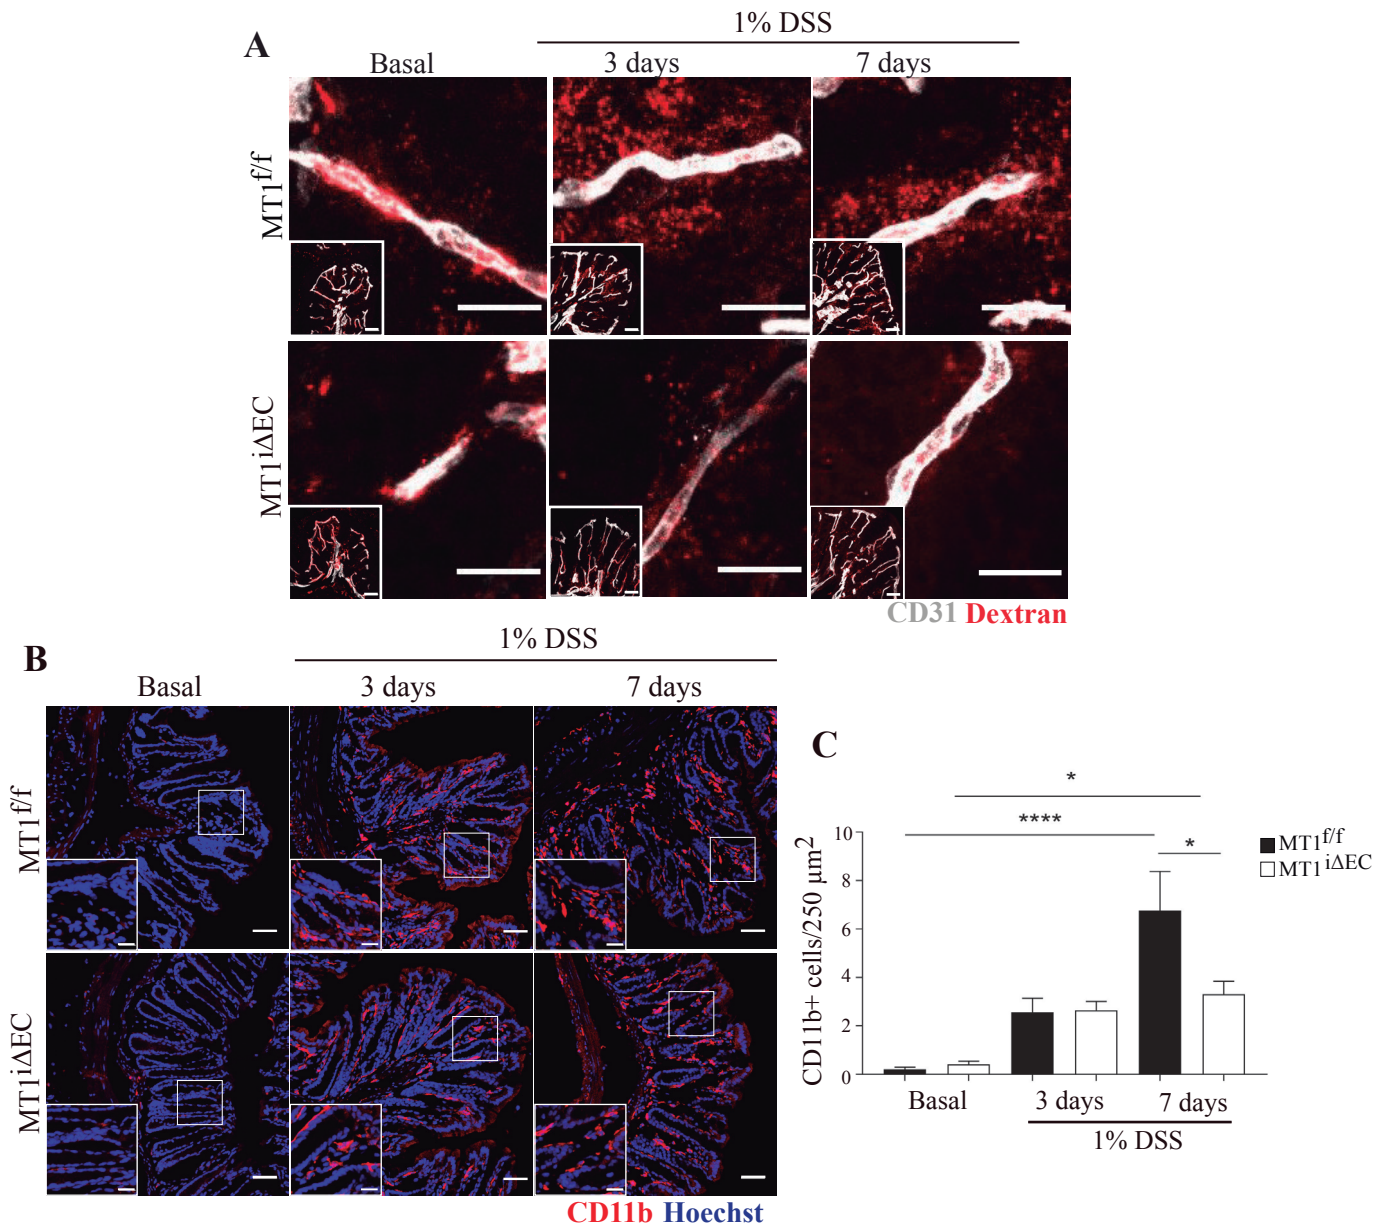 A
1% DSS
Basal 3 days 7 days
MT1f/f
MT1iΔEC
CD31 Dextran
B
1% DSS
Basal 3 days 7 days
MT1f/f
MT1iΔEC
CD11b Hoechst
C
*
****
*
MT1f/f
MT1iΔEC
CD11b+ cells/250 µm2
10
8
6
4
2
0
Basal 3 days 7 days
1% DSS